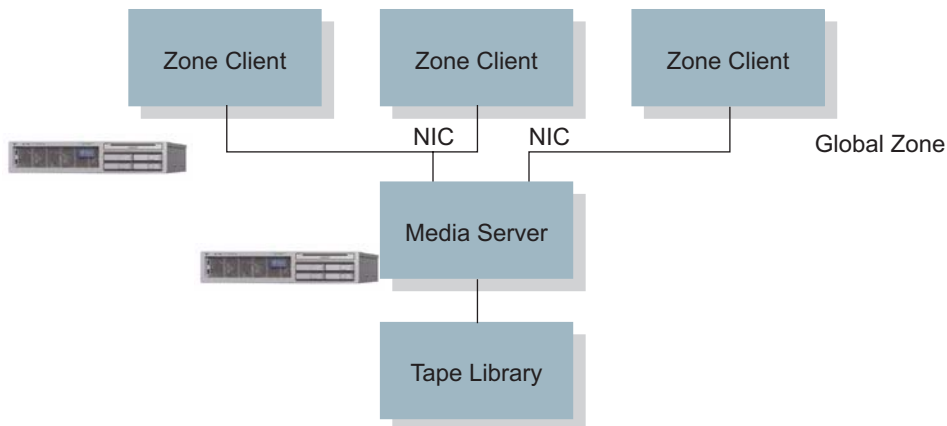 Zone Client
Zone Client
Zone Client
NIC
NIC
Global Zone
Media Server
Tape Library